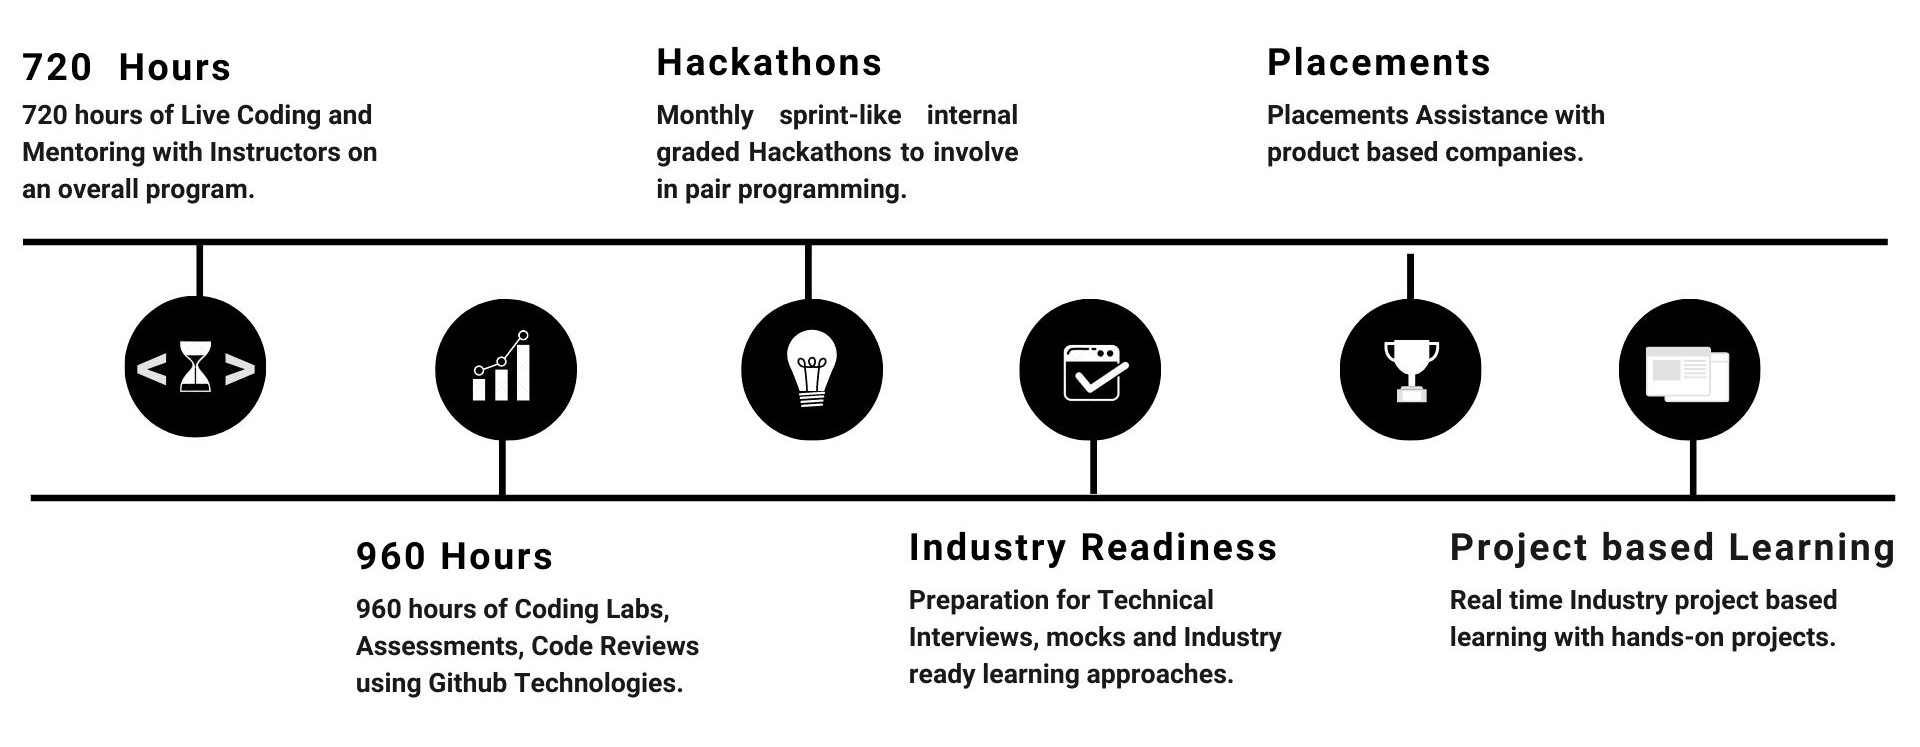 720 Hours
720 hours of Live Coding and
Mentoring with Instructors on
an overall program.
Hackathons
Monthly sprint-like internal
graded Hackathons to involve
in pair programming.
Placements
Placements Assistance with
product based companies.
< >
960 Hours
960 hours of Coding Labs,
Assessments, Code Reviews
using Github Technologies.
Industry Readiness
Preparation for Technical
Interviews, mocks and Industry
ready learning approaches.
Project based Learning
Real time Industry project based
learning with hands-on projects.